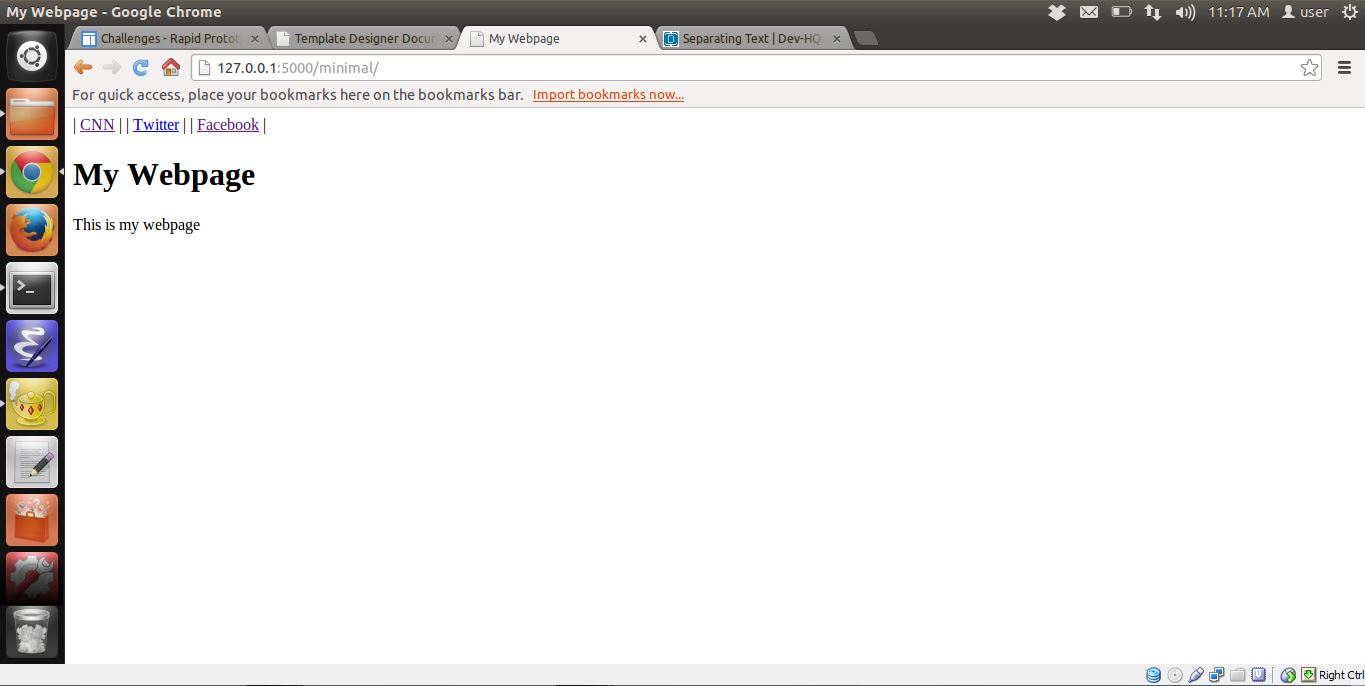 My Webpage - Google Chrome
11:17 AM user
Challenges - Rapid Protot
Template Designer Docum
My Webpage
Separating Text | Dev-HQ
127.0.0.1:5000/minimal/
For quick access, place your bookmarks here on the bookmarks bar. Import bookmarks now...
| CNN | | Twitter | | Facebook |
My Webpage
This is my webpage
Right Ctrl